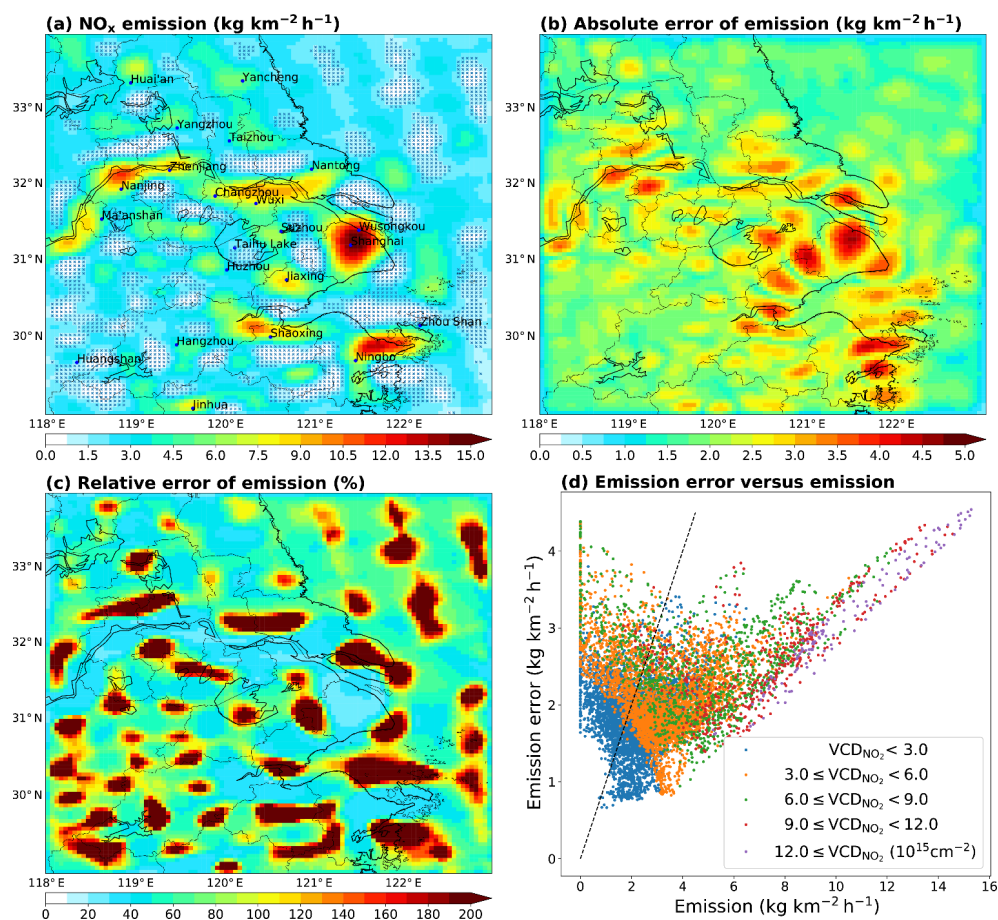 (a) NOx emission (kg km−2 h−1)
(b) Absolute error of emission (kg km−2 h−1)
33° N
32° N
31° N
30° N
118° E
119° E
120° E
121° E
122° E
Huai'an
Yancheng
Yangzhou
Taizhou
Zhenjiang
Nantong
Nanjing
Changzhou
Wuxi
Ma'anshan
Wusongkou
Taihu Lake
Shanghai
Huzhou
Jiaxing
Zhou Shan
Shaoxing
Hangzhou
Huangshan
Ningbo
Jinhua
0.0 1.5 3.0 4.5 6.0 7.5 9.0 10.5 12.0 13.5 15.0
33° N
32° N
31° N
30° N
118° E
119° E
120° E
121° E
122° E
0.0 0.5 1.0 1.5 2.0 2.5 3.0 3.5 4.0 4.5 5.0
(c) Relative error of emission (%)
(d) Emission error versus emission
33° N
32° N
31° N
30° N
118° E
119° E
120° E
121° E
122° E
0 20 40 60 80 100 120 140 160 180 200
Emission error (kg km−2 h−1)
4
3
2
1
0
VCDNO2 < 3.0
3.0 ≤ VCDNO2 < 6.0
6.0 ≤ VCDNO2 < 9.0
9.0 ≤ VCDNO2 < 12.0
12.0 ≤ VCDNO2 (10^15 cm−2)
0 2 4 6 8 10 12 14 16
Emission (kg km−2 h−1)